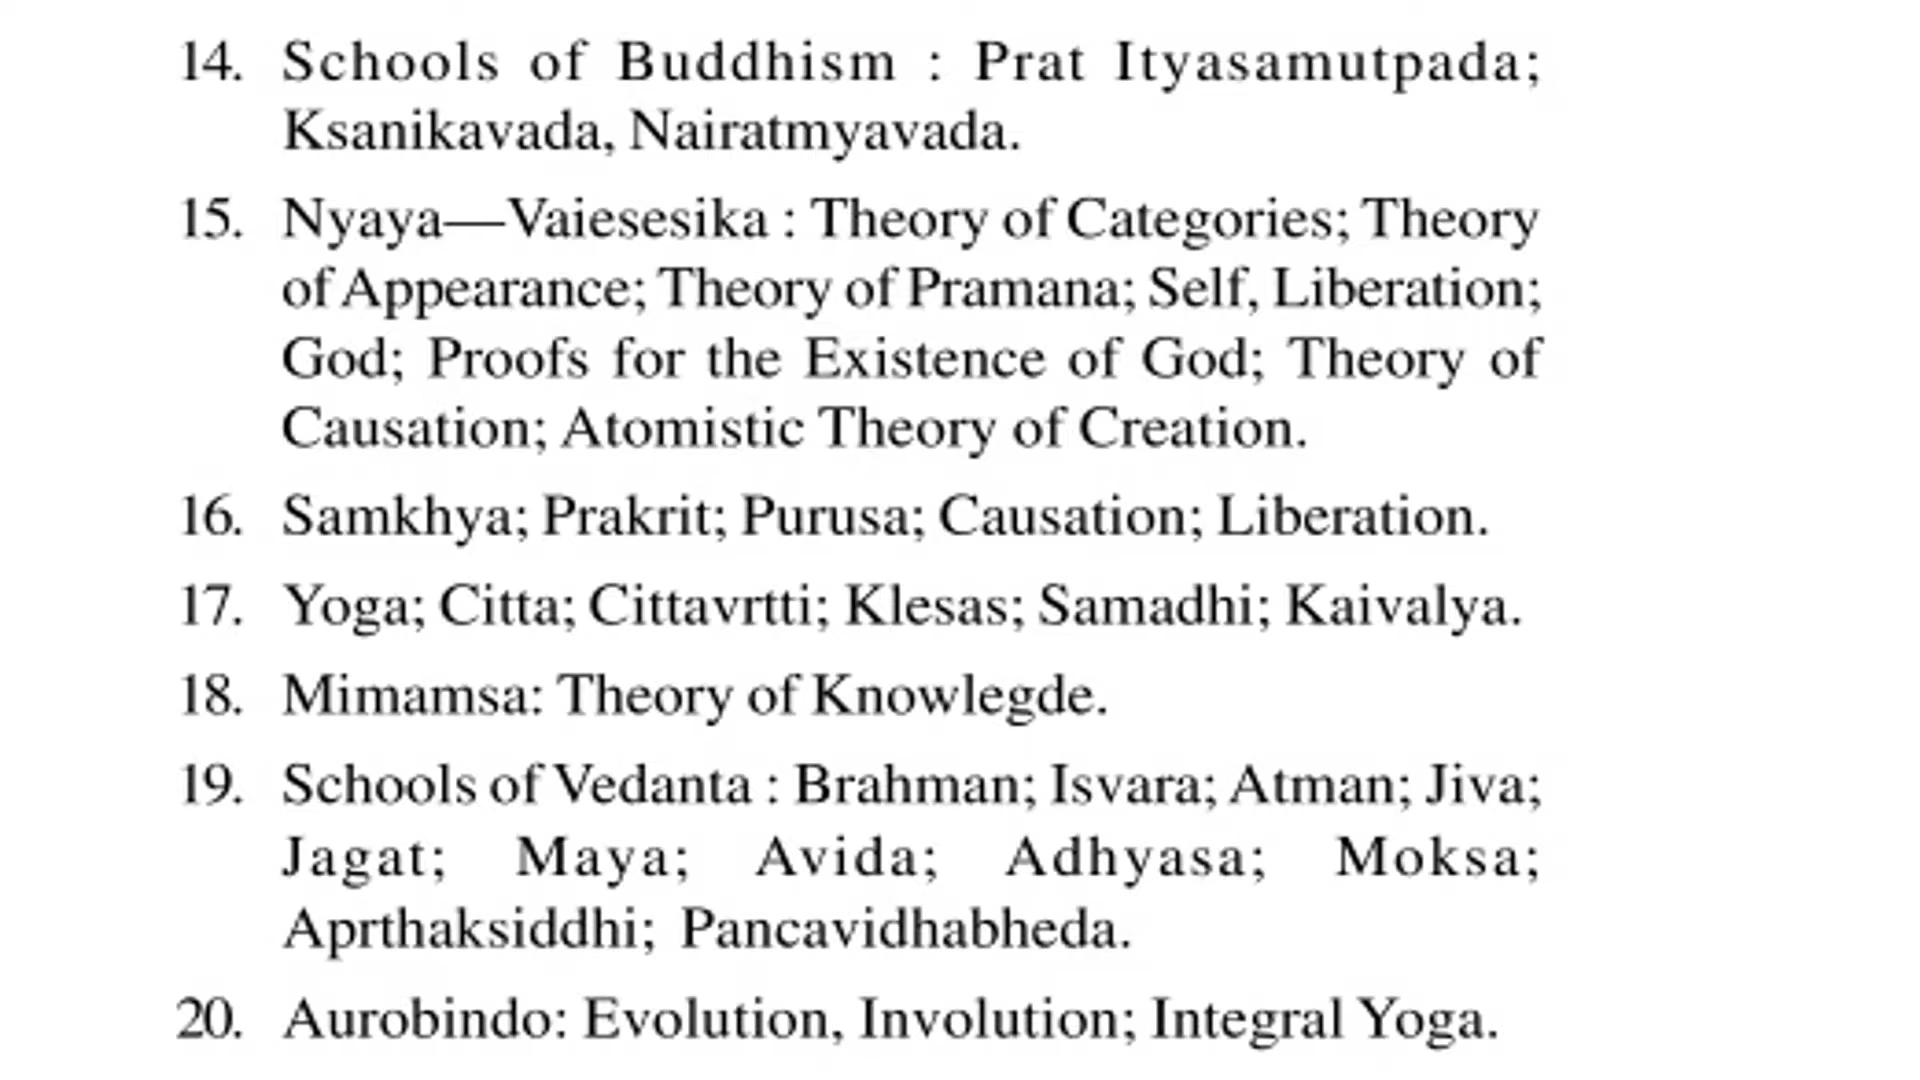 14. Schools of Buddhism : Prat Ityasamutpada;
Ksanikavada, Nairatmyavada.
15. Nyaya—Vaiesesika : Theory of Categories; Theory
of Appearance; Theory of Pramana; Self, Liberation;
God; Proofs for the Existence of God; Theory of
Causation; Atomistic Theory of Creation.
16. Samkhya; Prakrit; Purusa; Causation; Liberation.
17. Yoga; Citta; Cittavrtti; Klesas; Samadhi; Kaivalya.
18. Mimamsa: Theory of Knowlegde.
19. Schools of Vedanta : Brahman; Isvara; Atman; Jiva;
Jagat; Maya; Avida; Adhyasa; Moksa;
Aprthaksiddhi; Pancavidhabheda.
20. Aurobindo: Evolution, Involution; Integral Yoga.